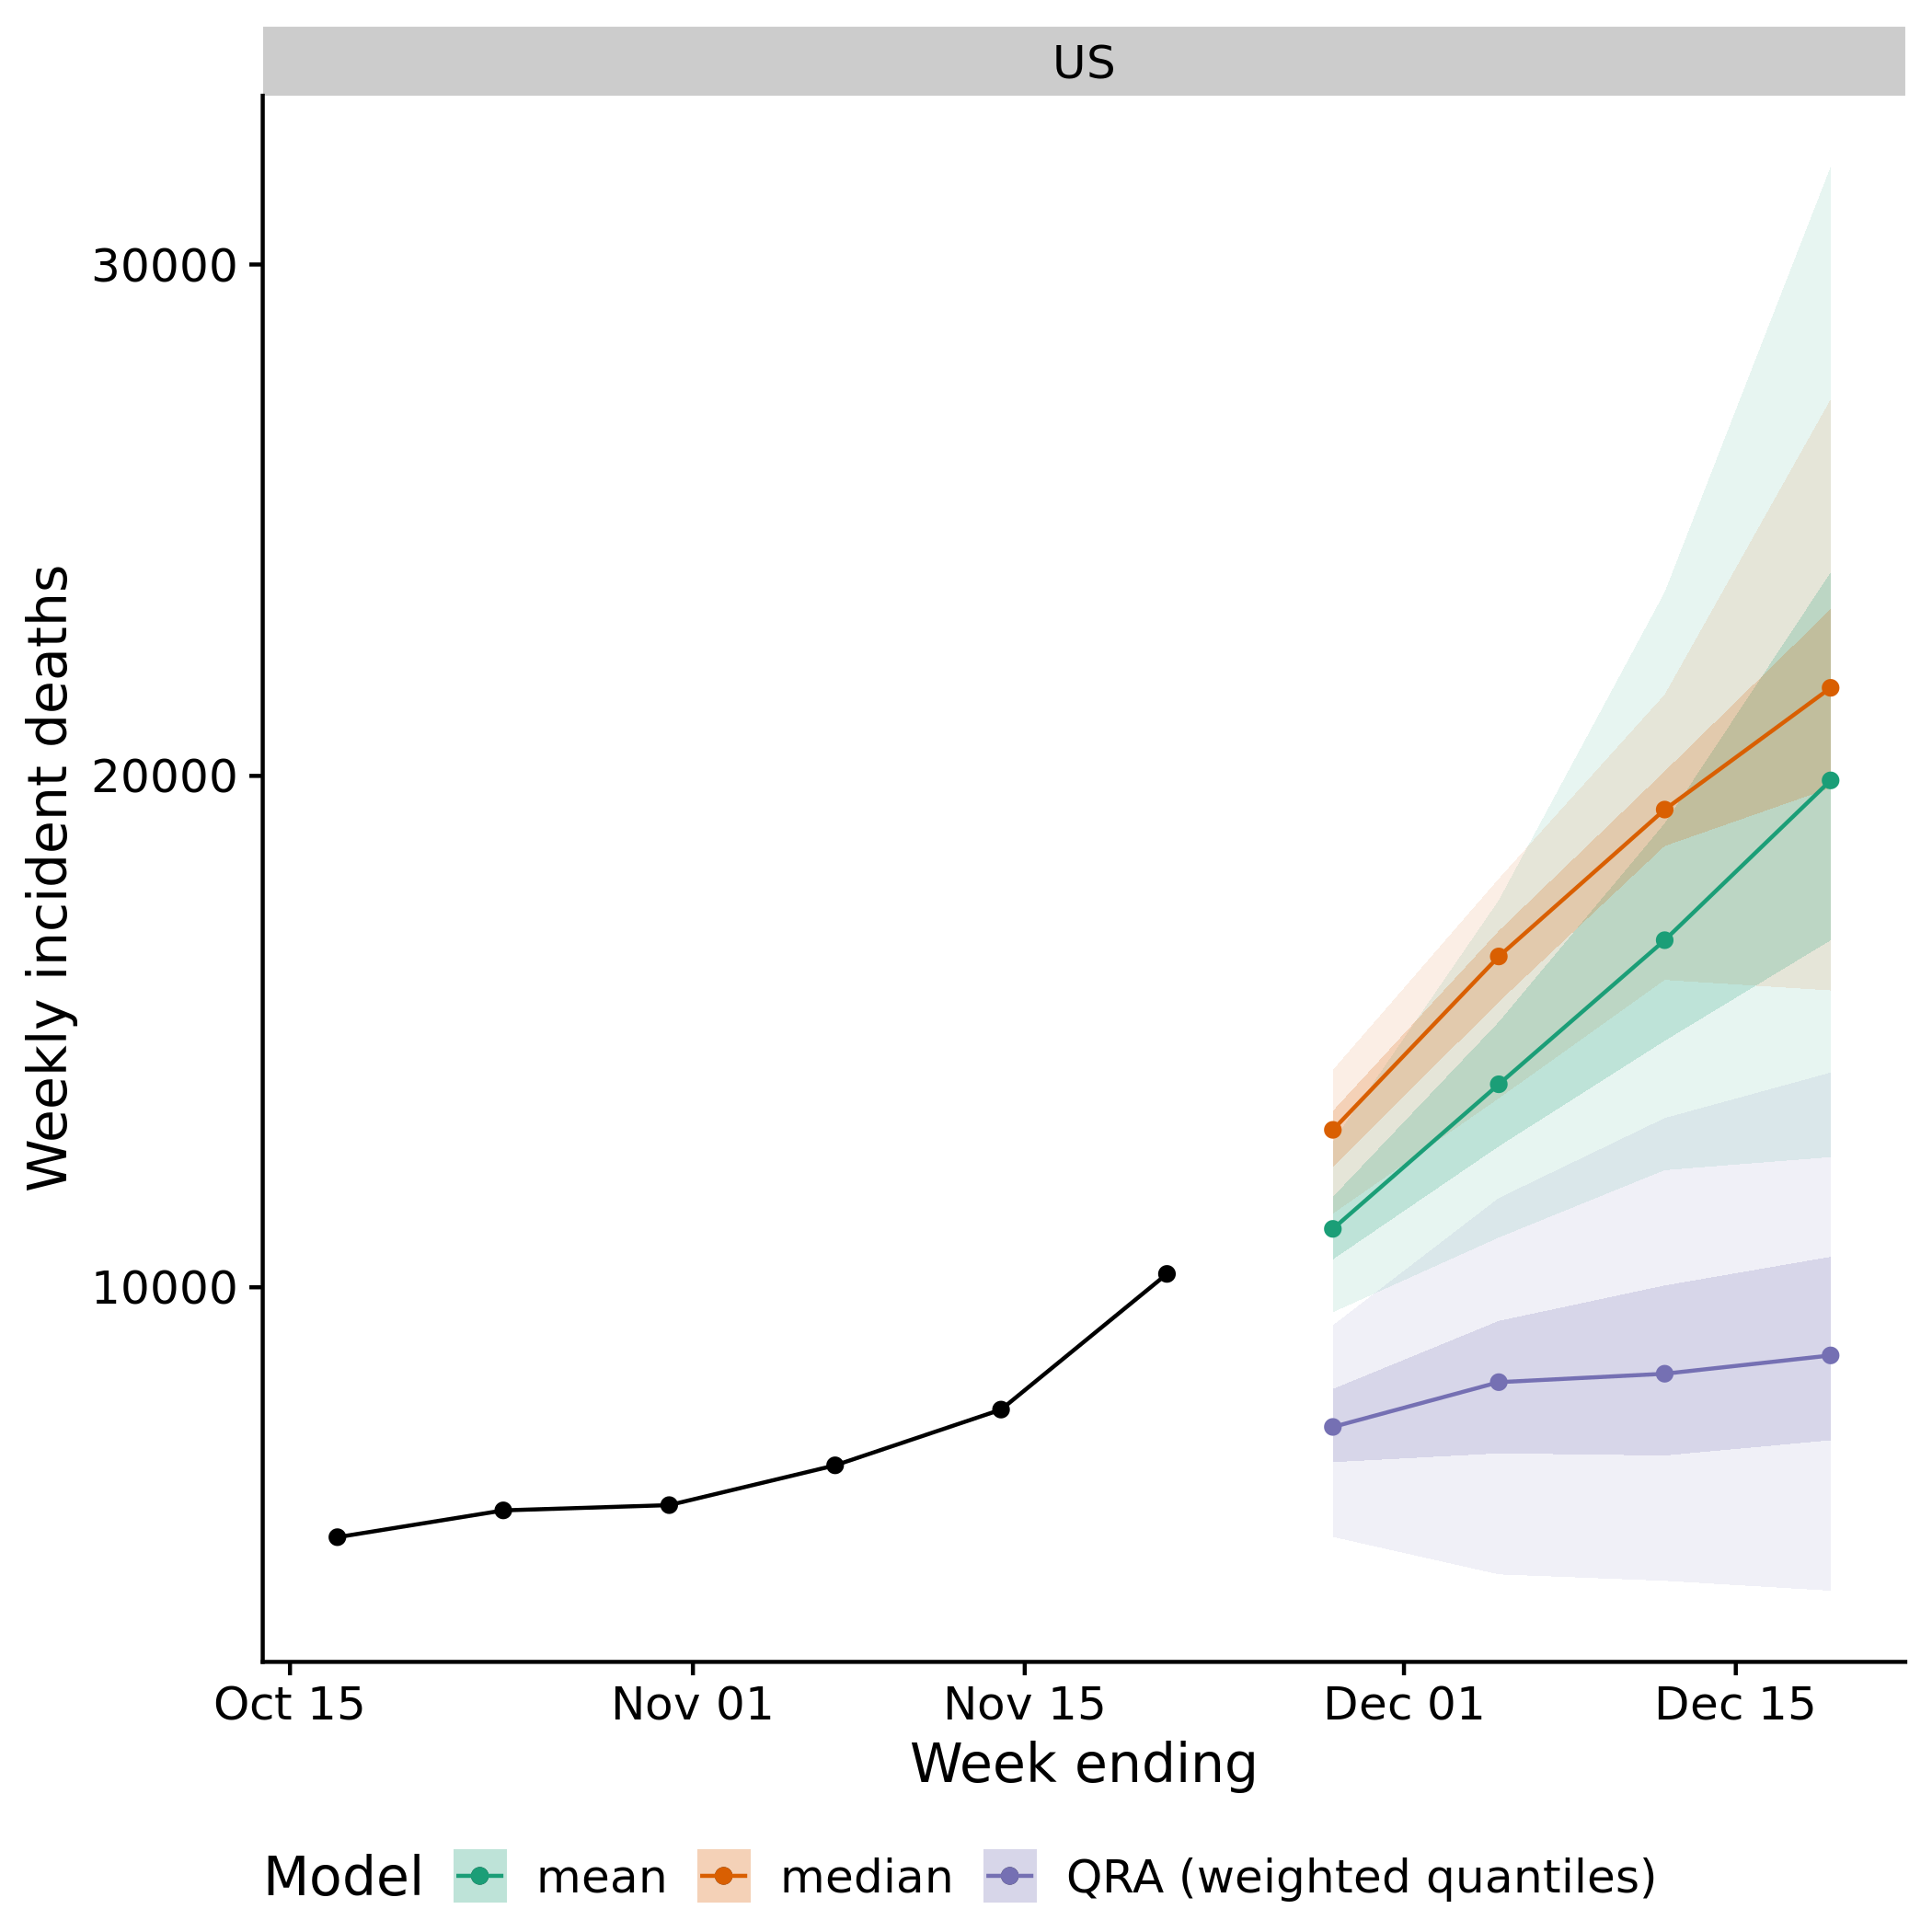 US
Weekly incident deaths
30000
20000
10000
Oct 15
Nov 01
Nov 15
Dec 01
Dec 15
Week ending
Model mean median QRA (weighted quantiles)